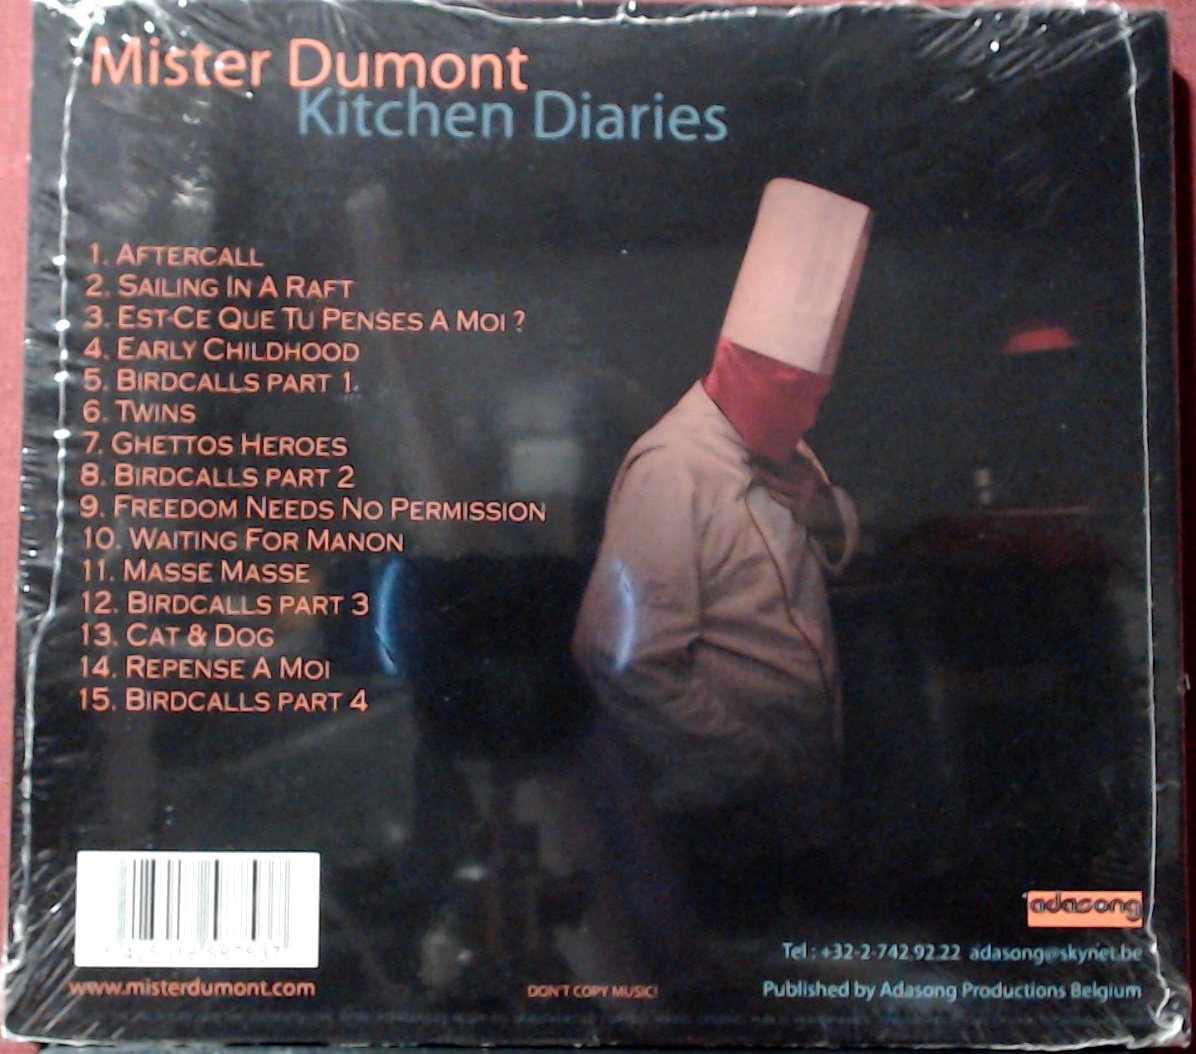 Mister Dumont
Kitchen Diaries
1. AFTERCALL
2. SAILING IN A RAFT
3. EST-CE QUE TU PENSES A MOI ?
4. EARLY CHILDHOOD
5. BIRDCALLS PART 1.
6. TWINS
7. GHETTOS HEROES
8. BIRDCALLS PART 2
9. FREEDOM NEEDS NO PERMISSION
10. WAITING FOR MANON
11. MASSE MASSE
12. BIRDCALLS PART 3
13. CAT & DOG
14. REPENSE A MOI
15. BIRDCALLS PART 4
adasong
Tel : +32-2-742.92.22 adasong@skynet.be
www.misterdumont.com
DON'T COPY MUSIC!
Published by Adasong Productions Belgium